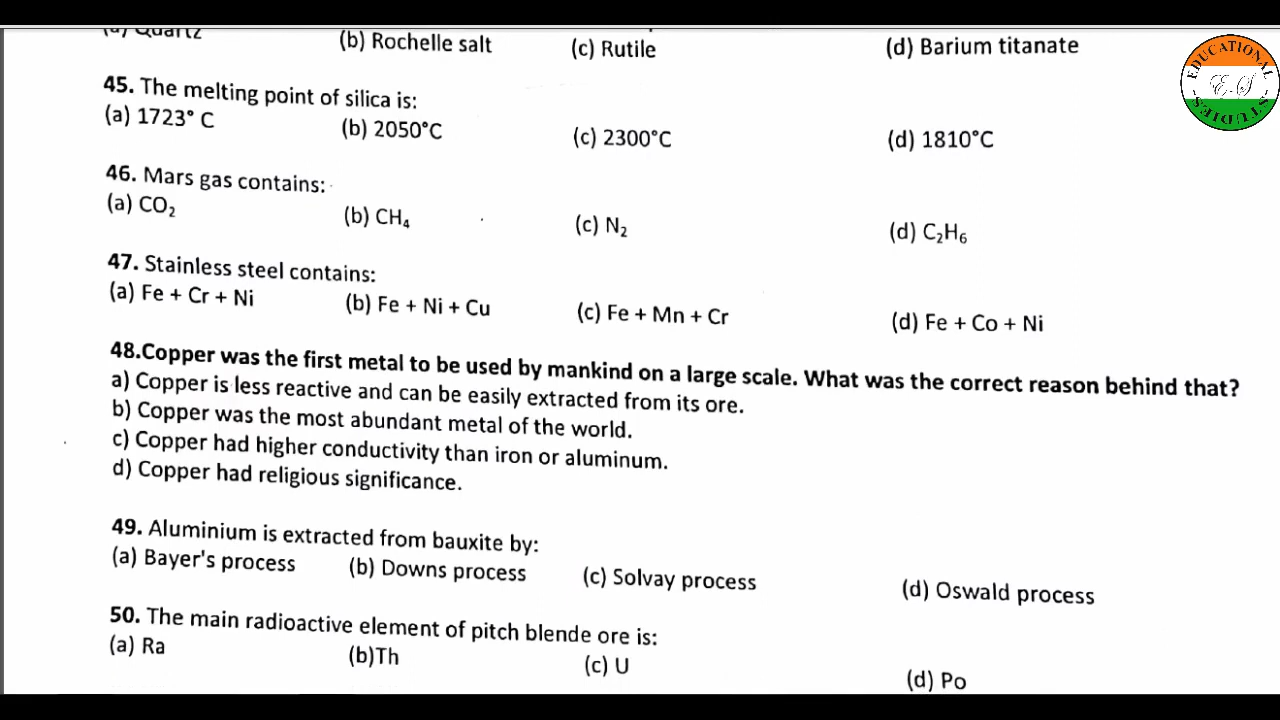 (a) Quartz (b) Rochelle salt (c) Rutile (d) Barium titanate
45. The melting point of silica is:
(a) 1723° C (b) 2050°C (c) 2300°C (d) 1810°C
46. Mars gas contains:
(a) CO₂ (b) CH₄ (c) N₂ (d) C₂H₆
47. Stainless steel contains:
(a) Fe + Cr + Ni (b) Fe + Ni + Cu (c) Fe + Mn + Cr (d) Fe + Co + Ni
48.Copper was the first metal to be used by mankind on a large scale. What was the correct reason behind that?
a) Copper is less reactive and can be easily extracted from its ore.
b) Copper was the most abundant metal of the world.
c) Copper had higher conductivity than iron or aluminum.
d) Copper had religious significance.
49. Aluminium is extracted from bauxite by:
(a) Bayer's process (b) Downs process (c) Solvay process (d) Oswald process
50. The main radioactive element of pitch blende ore is:
(a) Ra (b)Th (c) U (d) Po
EDUCATIONAL
E.S
STUDIES